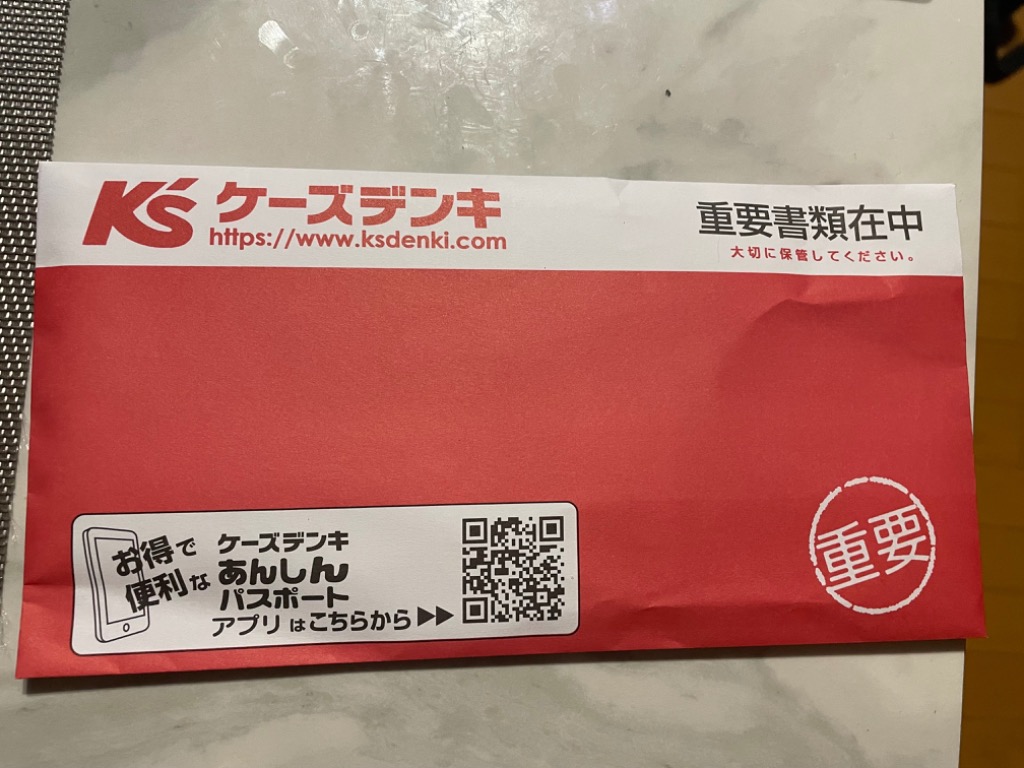 K's ケーズデンキ
https://www.ksdenki.com
重要書類在中
大切に保管してください。
お得で
便利な
ケーズデンキ
あんしん
パスポート
アプリはこちらから▶▶
重要